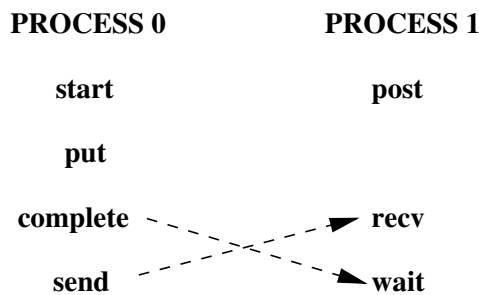 PROCESS 0 PROCESS 1
start post
put
complete recv
send wait